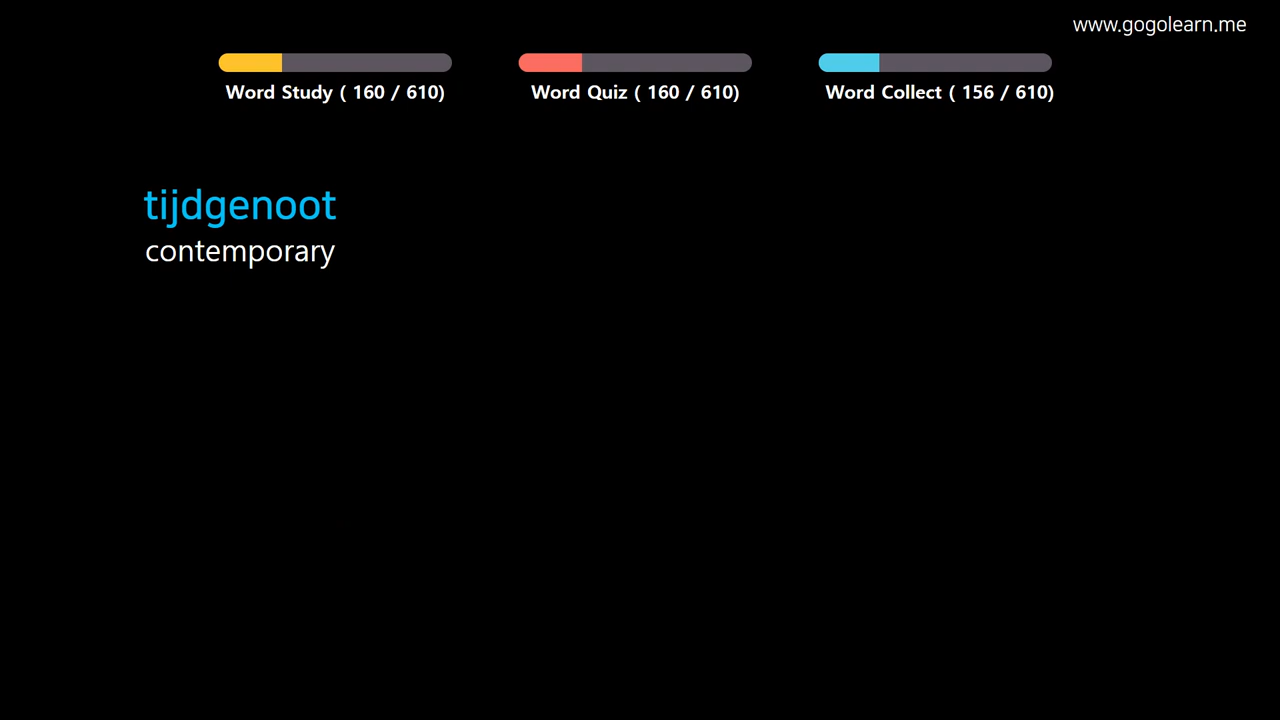 www.gogolearn.me
Word Study ( 160 / 610)
Word Quiz ( 160 / 610)
Word Collect ( 156 / 610)
tijdgenoot
contemporary